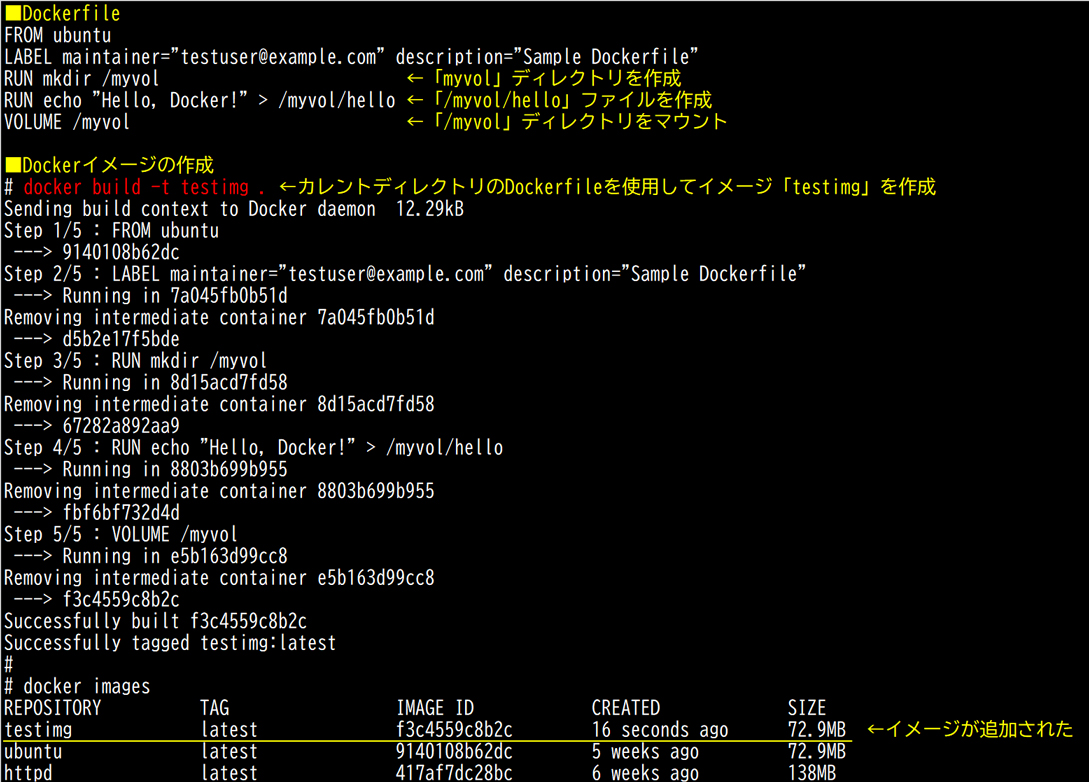 ■Dockerfile
FROM ubuntu
LABEL maintainer="testuser@example.com" description="Sample Dockerfile"
RUN mkdir /myvol ←「myvol」ディレクトリを作成
RUN echo "Hello, Docker!" > /myvol/hello ←「/myvol/hello」ファイルを作成
VOLUME /myvol ←「/myvol」ディレクトリをマウント
■Dockerイメージの作成
# docker build -t testimg . ←カレントディレクトリのDockerfileを使用してイメージ「testimg」を作成
Sending build context to Docker daemon 12.29kB
Step 1/5 : FROM ubuntu
---> 9140108b62dc
Step 2/5 : LABEL maintainer="testuser@example.com" description="Sample Dockerfile"
---> Running in 7a045fb0b51d
Removing intermediate container 7a045fb0b51d
---> d5b2e17f5bde
Step 3/5 : RUN mkdir /myvol
---> Running in 8d15acd7fd58
Removing intermediate container 8d15acd7fd58
---> 67282a892aa9
Step 4/5 : RUN echo "Hello, Docker!" > /myvol/hello
---> Running in 8803b699b955
Removing intermediate container 8803b699b955
---> fbf6bf732d4d
Step 5/5 : VOLUME /myvol
---> Running in e5b163d99cc8
Removing intermediate container e5b163d99cc8
---> f3c4559c8b2c
Successfully built f3c4559c8b2c
Successfully tagged testimg:latest
#
# docker images
REPOSITORY TAG IMAGE ID CREATED SIZE
testimg latest f3c4559c8b2c 16 seconds ago 72.9MB ←イメージが追加された
ubuntu latest 9140108b62dc 5 weeks ago 72.9MB
httpd latest 417af7dc28bc 6 weeks ago 138MB